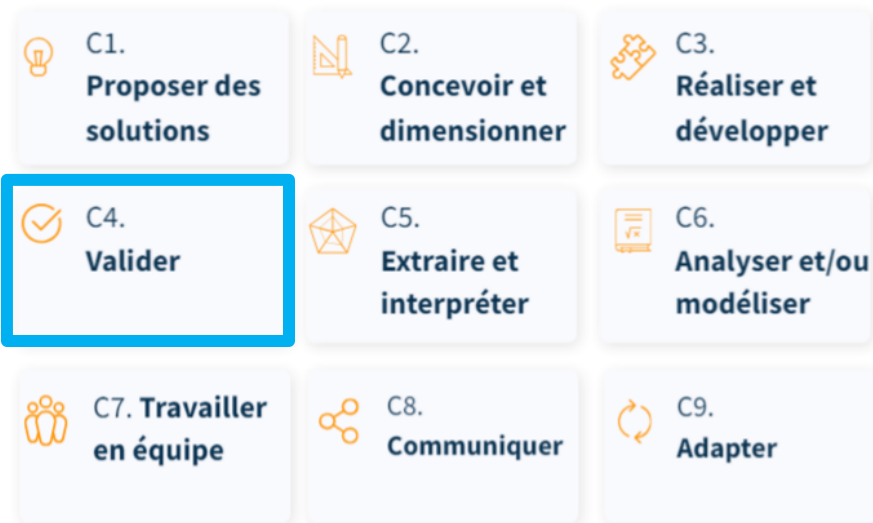 C1.
Proposer des
solutions
C2.
Concevoir et
dimensionner
C3.
Réaliser et
développer
C4.
Valider
C5.
Extraire et
interpréter
C6.
Analyser et/ou
modéliser
C7. Travailler
en équipe
C8.
Communiquer
C9.
Adapter